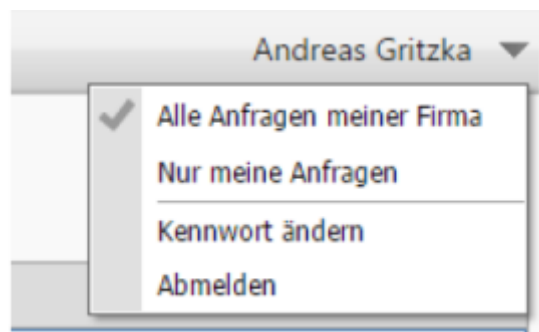 Andreas Gritzka
Alle Anfragen meiner Firma
Nur meine Anfragen
Kennwort ändern
Abmelden